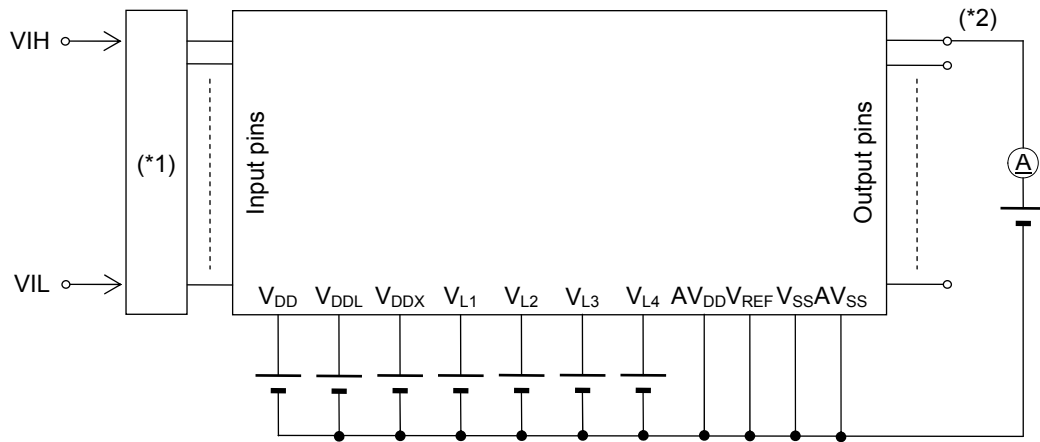 VIH
(*2)
(*1)
Input pins
Output pins
A
VIL
VDD VDDL VDDX VL1 VL2 VL3 VL4 AVDD VREF VSS AVSS